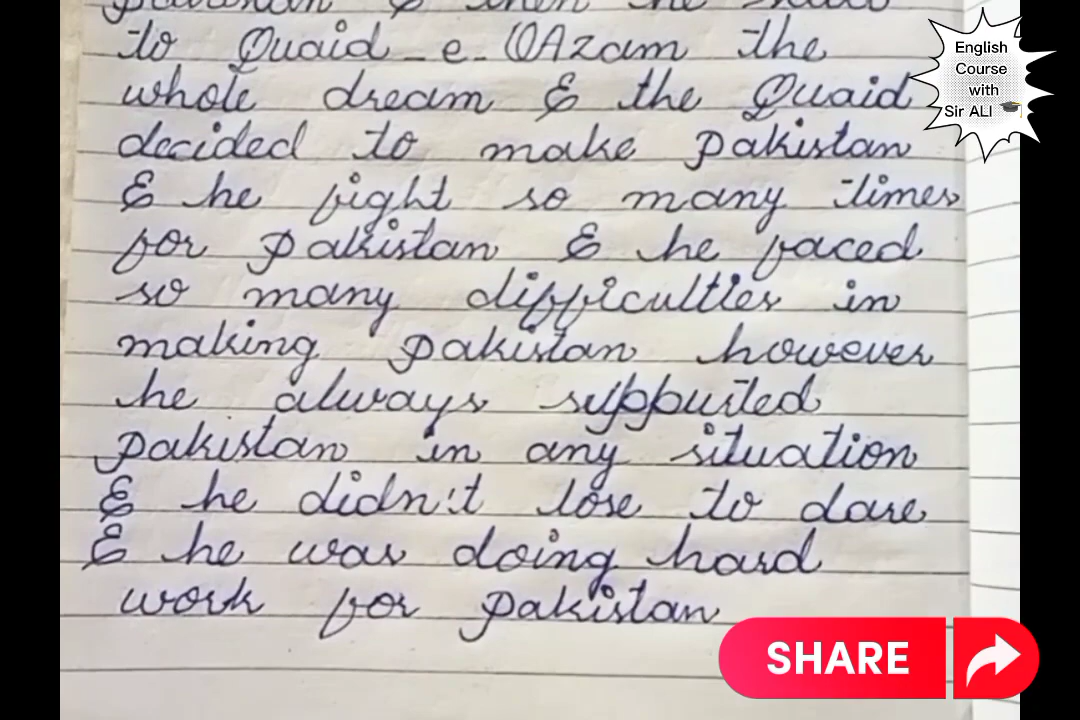 to Quaid - e - QAzam the
whole dream & the Quaid
decided to make Pakistan
& he fight so many times
for Pakistan & he faced
so many difficulties in
making Pakistan however
he always suppuited
Pakistan in any situation
& he didn't lose to dare
& he was doing hard
work for Pakistan
English
Course
with
Sir ALI
SHARE